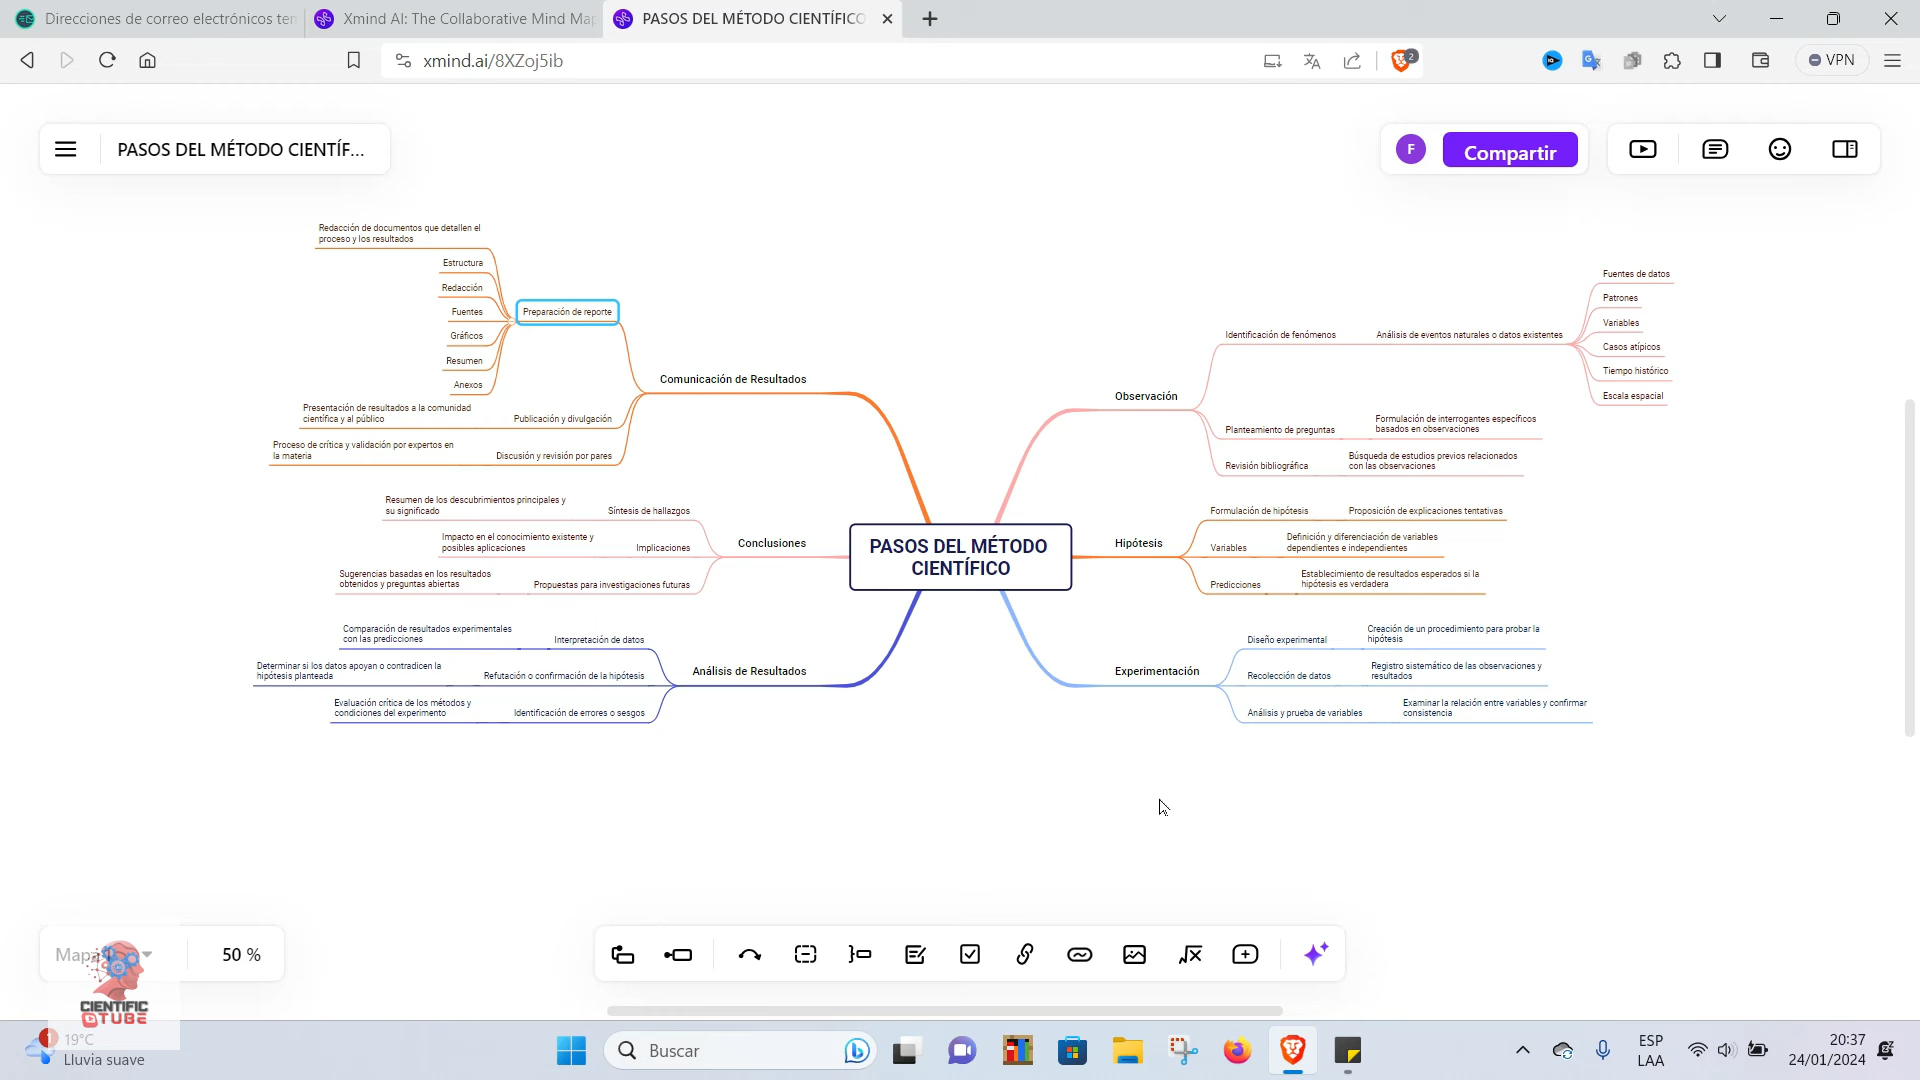 Direcciones de correo electrónicos ten
Xmind AI: The Collaborative Mind Map
PASOS DEL MÉTODO CIENTÍFICO
xmind.ai/8XZoj5ib
2
VPN
PASOS DEL MÉTODO CIENTÍF...
F
Compartir
Redacción de documentos que detallen el
proceso y los resultados
Estructura
Redacción
Fuentes
Gráficos
Resumen
Anexos
Preparación de reporte
Presentación de resultados a la comunidad
científica y al público
Publicación y divulgación
Proceso de crítica y validación por expertos en
la materia
Discusión y revisión por pares
Comunicación de Resultados
Resumen de los descubrimientos principales y
su significado
Síntesis de hallazgos
Impacto en el conocimiento existente y
posibles aplicaciones
Implicaciones
Sugerencias basadas en los resultados
obtenidos y preguntas abiertas
Propuestas para investigaciones futuras
Conclusiones
Comparación de resultados experimentales
con las predicciones
Interpretación de datos
Determinar si los datos apoyan o contradicen la
hipótesis planteada
Refutación o confirmación de la hipótesis
Evaluación crítica de los métodos y
condiciones del experimento
Identificación de errores o sesgos
Análisis de Resultados
PASOS DEL MÉTODO
CIENTÍFICO
Observación
Identificación de fenómenos
Análisis de eventos naturales o datos existentes
Fuentes de datos
Patrones
Variables
Casos atípicos
Tiempo histórico
Escala espacial
Planteamiento de preguntas
Formulación de interrogantes específicos
basados en observaciones
Revisión bibliográfica
Búsqueda de estudios previos relacionados
con las observaciones
Hipótesis
Formulación de hipótesis
Proposición de explicaciones tentativas
Variables
Definición y diferenciación de variables
dependientes e independientes
Predicciones
Establecimiento de resultados esperados si la
hipótesis es verdadera
Experimentación
Diseño experimental
Creación de un procedimiento para probar la
hipótesis
Recolección de datos
Registro sistemático de las observaciones y
resultados
Análisis y prueba de variables
Examinar la relación entre variables y confirmar
consistencia
50 %
CIENTIFIC
TUBE
1
19°C
Lluvia suave
Buscar
ESP
LAA
20:37
24/01/2024